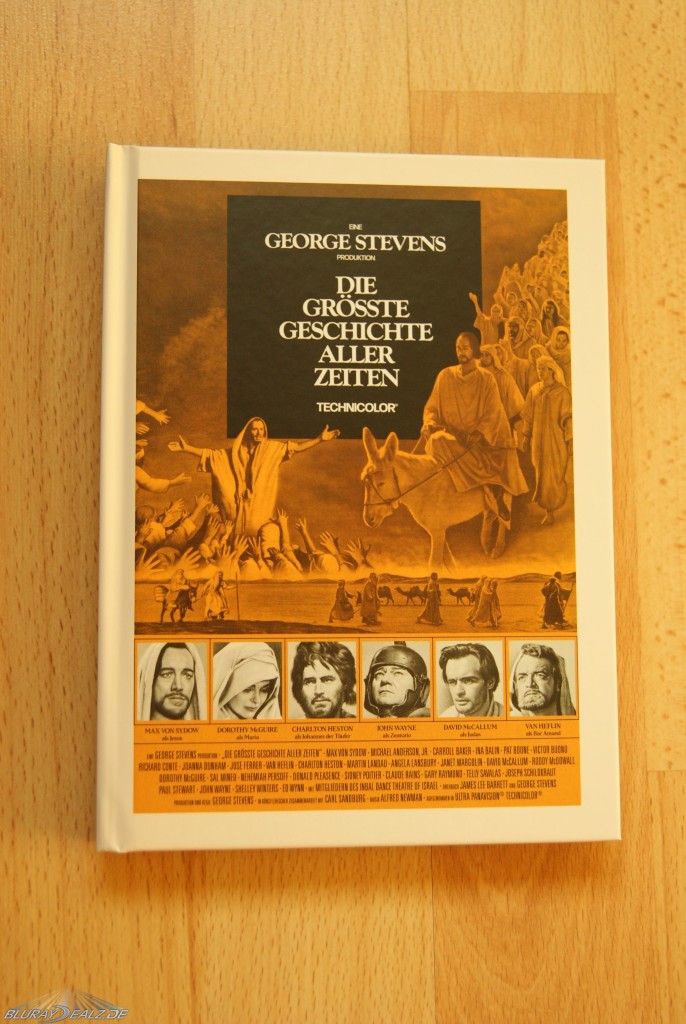 EINE
GEORGE STEVENS
PRODUKTION
DIE
GRÖSSTE
GESCHICHTE
ALLER
ZEITEN
TECHNICOLOR®
MAX VON SYDOW
als Jesus
DOROTHY McGUIRE
als Maria
CHARLTON HESTON
als Johannes der Täufer
JOHN WAYNE
als Zenturio
DAVID McCALLUM
als Judas
VAN HEFLIN
als Bar Amand
EINE GEORGE STEVENS PRODUKTION · „DIE GRÖSSTE GESCHICHTE ALLER ZEITEN" · MAX VON SYDOW · MICHAEL ANDERSON, JR. · CARROLL BAKER · INA BALIN · PAT BOONE · VICTOR BUONO
RICHARD CONTE · JOANNA DUNHAM · JOSE FERRER · VAN HEFLIN · CHARLTON HESTON · MARTIN LANDAU · ANGELA LANSBURY · JANET MARGOLIN · DAVID McCALLUM · RODDY McDOWALL
DOROTHY McGUIRE · SAL MINEO · NEHEMIAH PERSOFF · DONALD PLEASENCE · SIDNEY POITIER · CLAUDE RAINS · GARY RAYMOND · TELLY SAVALAS · JOSEPH SCHILDKRAUT
PAUL STEWART · JOHN WAYNE · SHELLEY WINTERS · ED WYNN · MIT MITGLIEDERN DES INBAL DANCE THEATRE OF ISRAEL · DREHBUCH JAMES LEE BARRETT UND GEORGE STEVENS
PRODUKTION UND REGIE GEORGE STEVENS · IN KÜNSTLERISCHER ZUSAMMENARBEIT MIT CARL SANDBURG · MUSIK ALFRED NEWMAN · AUFGENOMMEN IN ULTRA PANAVISION® TECHNICOLOR®
BLURAYDEALZ.DE